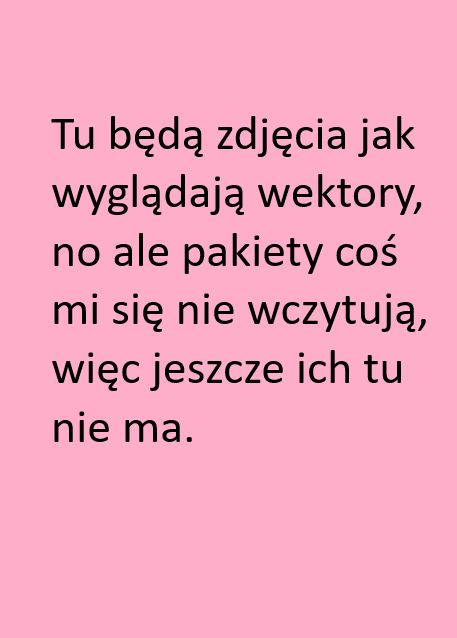 Tu będą zdjęcia jak
wyglądają wektory,
no ale pakiety coś
mi się nie wczytują,
więc jeszcze ich tu
nie ma.